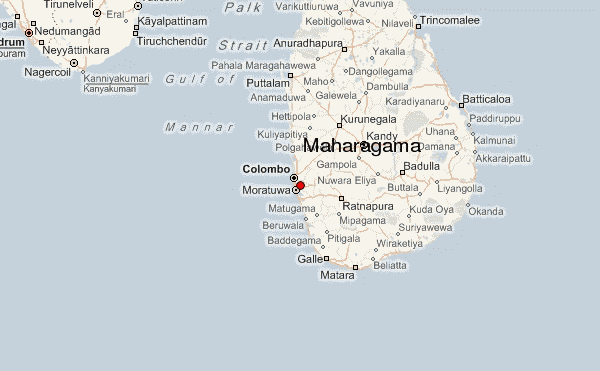 Tirunelveli
Eral
Kāyalpattinam
Nedumangād
Tiruchchendūr
Neyyāttinkara
Nagercoil
Kanniyakumari
Kanyakumari
Palk
Strait
Gulf of
Mannar
Varikuttiuruwa
Vavuniya
Kebitigollewa
Nilaveli
Trincomalee
Anuradhapura
Yakalla
Pahala Maragahawewa
Dangollegama
Puttalam
Maho
Dambulla
Anamaduwa
Galewela
Karadiyanaru
Batticaloa
Hettipola
Kurunegala
Paddiruppu
Kuliyapitiya
Kandy
Uhana
Kalmunai
Maharagama
Damana
Akkaraipattu
Colombo
Gampola
Badulla
Moratuwa
Nuwara Eliya
Buttala
Liyangolla
Matugama
Ratnapura
Kuda Oya
Okanda
Beruwala
Mipagama
Suriyawewa
Baddegama
Pitigala
Wiraketiya
Galle
Beliatta
Matara